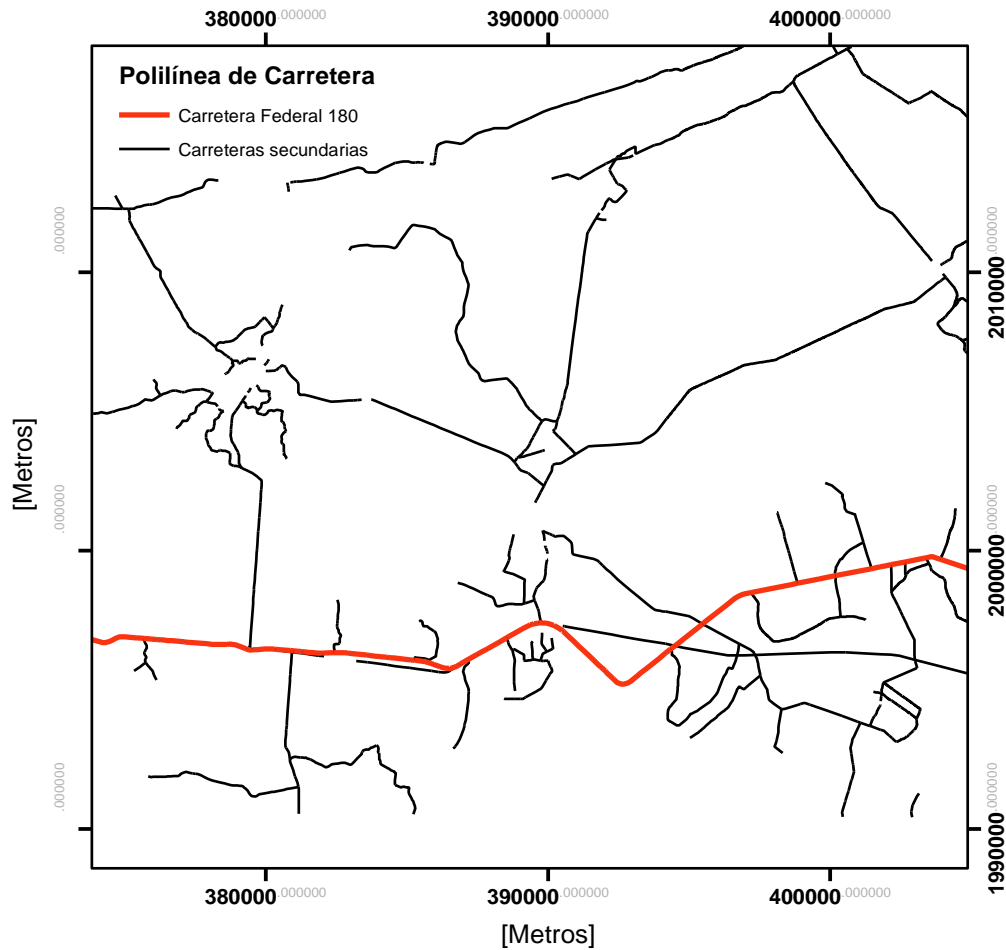 380000.000000 390000.000000 400000.000000
Polilínea de Carretera
Carretera Federal 180
Carreteras secundarias
[Metros]
.000000
.000000
.000000
2010000.000000
2000000.000000
1990000.000000
380000.000000 390000.000000 400000.000000
[Metros]